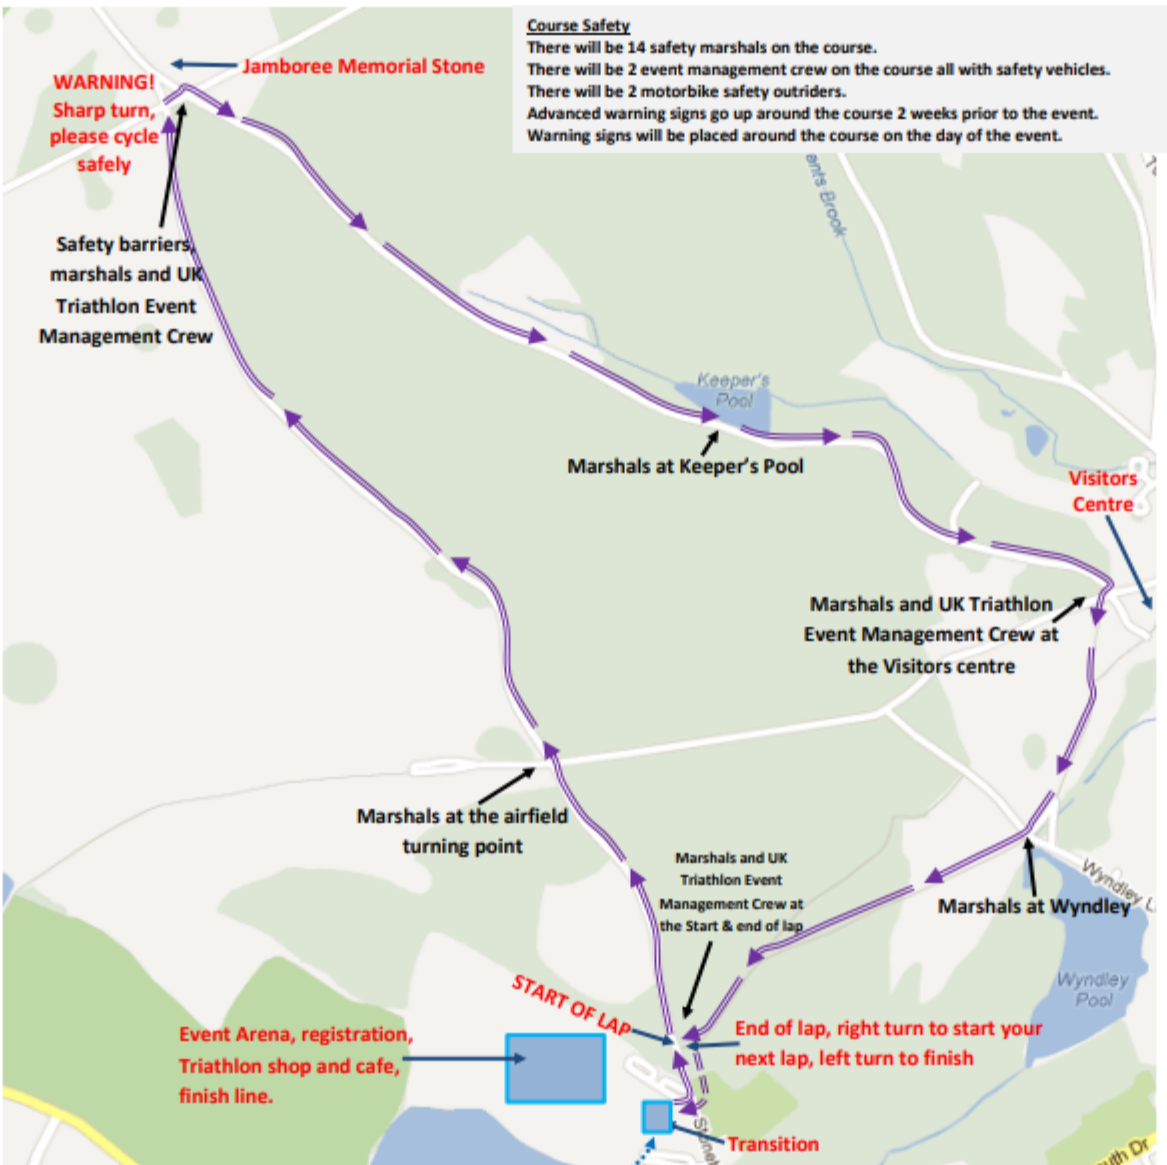 Course Safety
There will be 14 safety marshals on the course.
There will be 2 event management crew on the course all with safety vehicles.
There will be 2 motorbike safety outriders.
Advanced warning signs go up around the course 2 weeks prior to the event.
Warning signs will be placed around the course on the day of the event.
Jamboree Memorial Stone
WARNING!
Sharp turn,
please cycle
safely
ants Brook
Safety barriers,
marshals and UK
Triathlon Event
Management Crew
Keeper's
Pool
Marshals at Keeper's Pool
Visitors
Centre
Marshals and UK Triathlon
Event Management Crew at
the Visitors centre
Marshals at the airfield
turning point
Marshals and UK
Triathlon Event
Management Crew at
the Start & end of lap
Wyndley L
Marshals at Wyndley
Wyndley
Pool
START OF LAP
End of lap, right turn to start your
next lap, left turn to finish
Event Arena, registration,
Triathlon shop and cafe,
finish line.
Stoneh
Transition
uth Dr